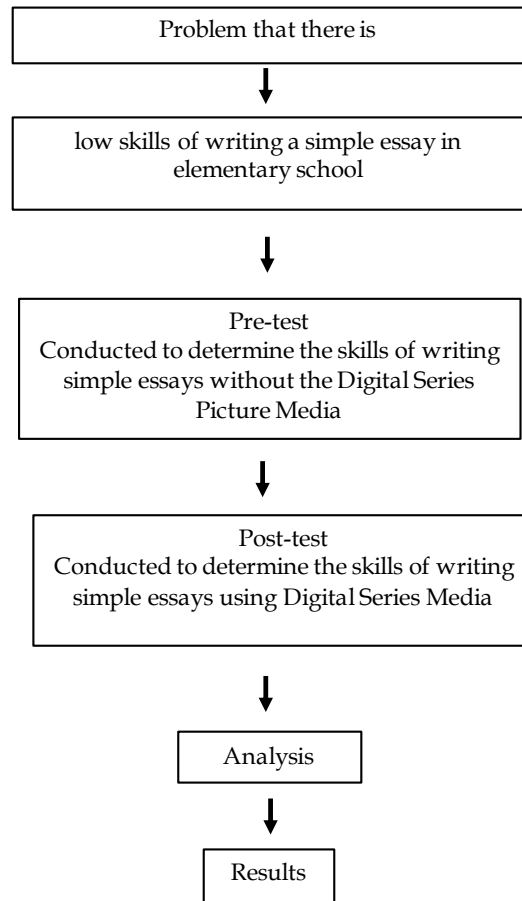 Problem that there is
low skills of writing a simple essay in
elementary school
Pre-test
Conducted to determine the skills of writing
simple essays without the Digital Series
Picture Media
Post-test
Conducted to determine the skills of writing
simple essays using Digital Series Media
Analysis
Results